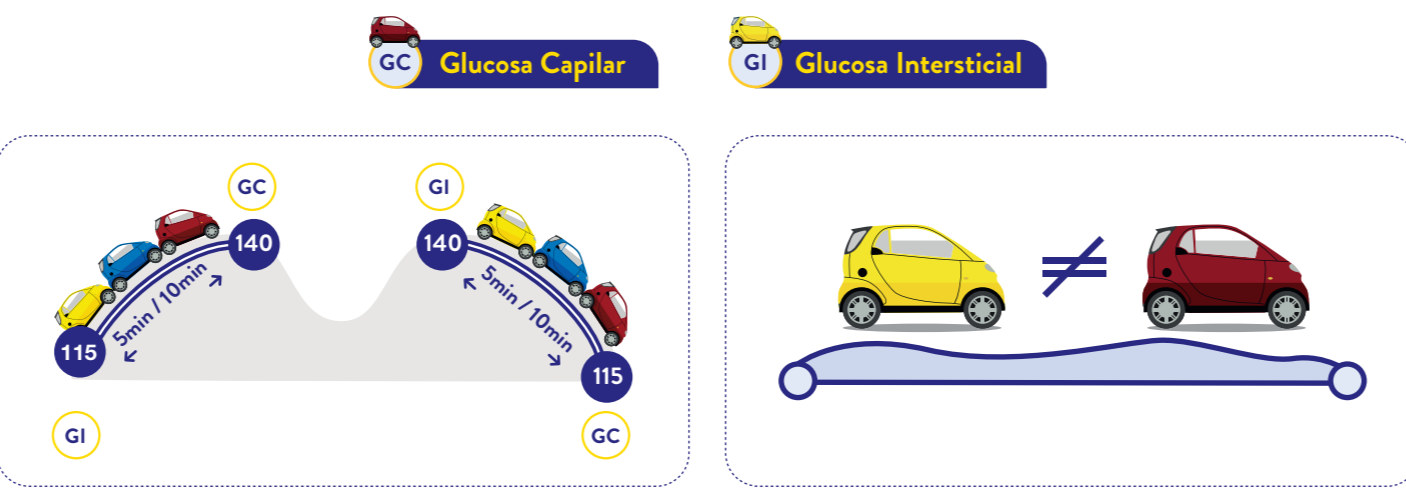 GC Glucosa Capilar
GI Glucosa Intersticial
GC
GI
140
140
5min / 10min
5min / 10min
115
115
GI
GC
≠